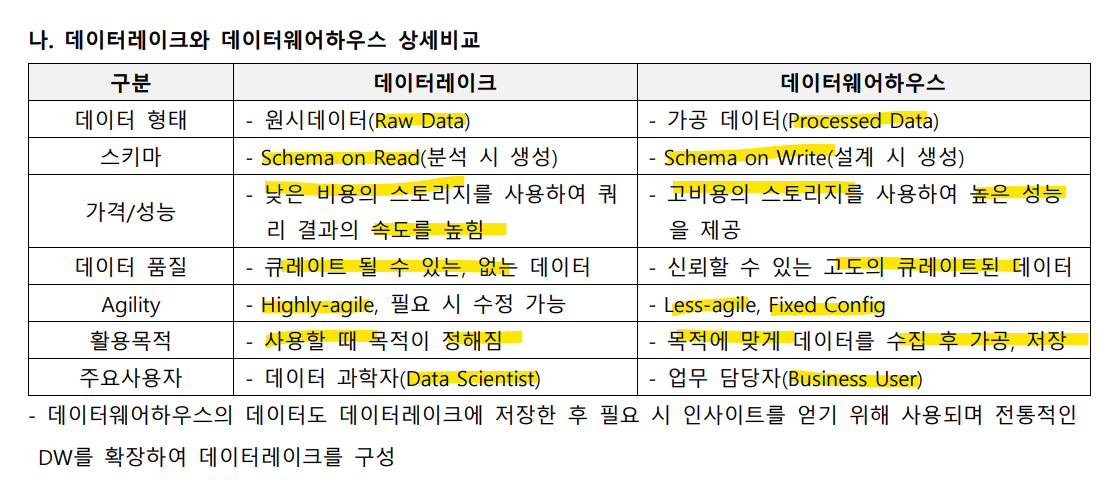 나. 데이터레이크와 데이터웨어하우스 상세비교
구분 데이터레이크 데이터웨어하우스
데이터 형태 - 원시데이터(Raw Data) - 가공 데이터(Processed Data)
스키마 - Schema on Read(분석 시 생성) - Schema on Write(설계 시 생성)
가격/성능 - 낮은 비용의 스토리지를 사용하여 쿼 - 고비용의 스토리지를 사용하여 높은 성능
리 결과의 속도를 높힘 을 제공
데이터 품질 - 큐레이트 될 수 있는, 없는 데이터 - 신뢰할 수 있는 고도의 큐레이트된 데이터
Agility - Highly-agile, 필요 시 수정 가능 - Less-agile, Fixed Config
활용목적 - 사용할 때 목적이 정해짐 - 목적에 맞게 데이터를 수집 후 가공, 저장
주요사용자 - 데이터 과학자(Data Scientist) - 업무 담당자(Business User)
- 데이터웨어하우스의 데이터도 데이터레이크에 저장한 후 필요 시 인사이트를 얻기 위해 사용되며 전통적인
DW를 확장하여 데이터레이크를 구성